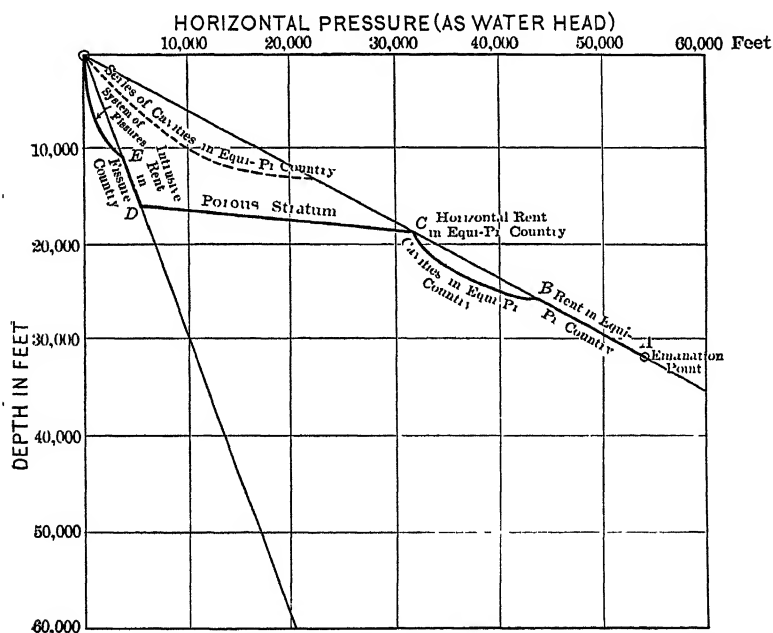 HORIZONTAL PRESSURE (AS WATER HEAD)
10,000 20,000 30,000 40,000 50,000 60,000 Feet
Series of Cavities in Equi-Pi Country
System of
Fissures
Intrusive
Rent
in
Fissure
Country
E
D
Porous Stratum
C
Horizontal Rent
in Equi-Pi Country
Cavities in Equi-Pi
Country
B
Rent in Equi-
Pi Country
A
Emanation
Point
DEPTH IN FEET
10,000
20,000
30,000
40,000
50,000
60.000